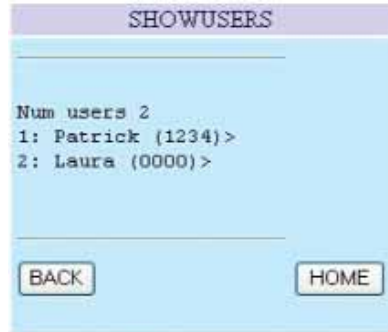 SHOWUSERS
Num users 2
1: Patrick (1234)>
2: Laura (0000)>
BACK HOME